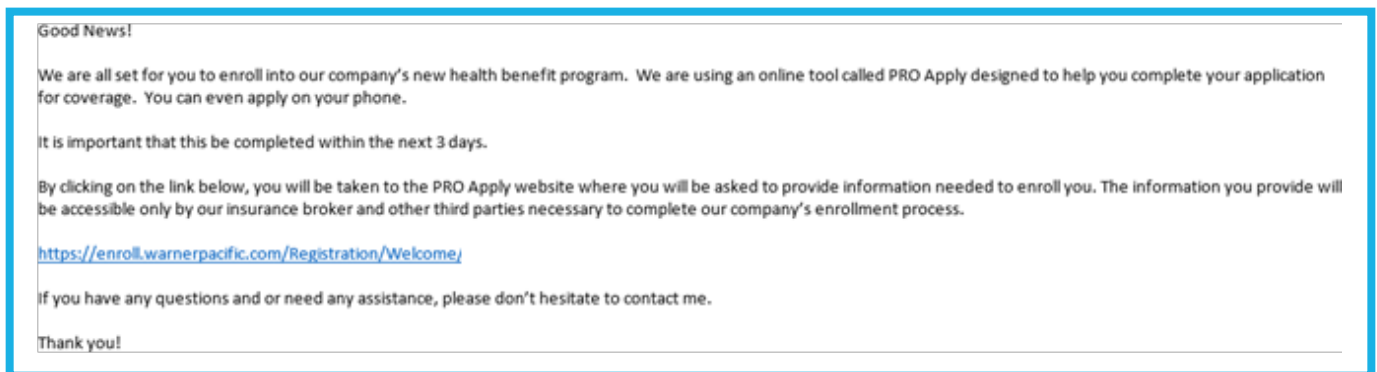 Good News!
We are all set for you to enroll into our company's new health benefit program.  We are using an online tool called PRO Apply designed to help you complete your application
for coverage.  You can even apply on your phone.
It is important that this be completed within the next 3 days.
By clicking on the link below, you will be taken to the PRO Apply website where you will be asked to provide information needed to enroll you. The information you provide will
be accessible only by our insurance broker and other third parties necessary to complete our company's enrollment process.
https://enroll.warnerpacific.com/Registration/Welcome/
If you have any questions and or need any assistance, please don't hesitate to contact me.
Thank you!